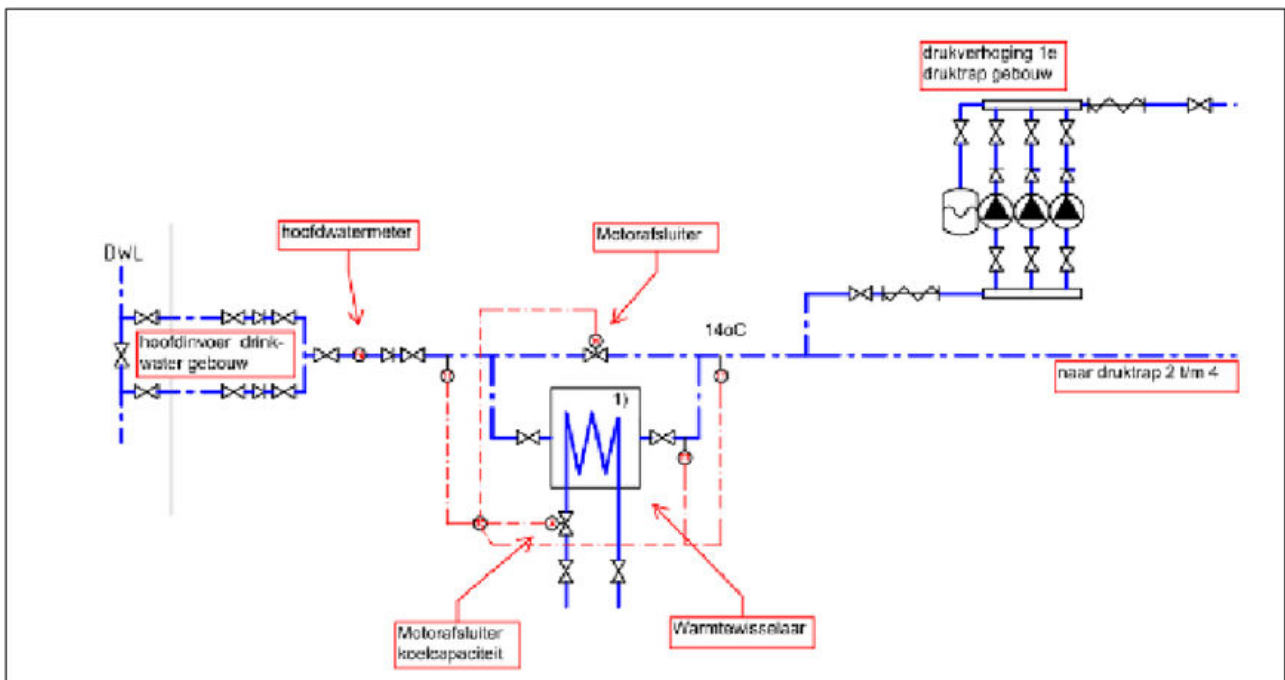 drukverhoging 1e
druktrap gebouw
hoofdwatermeter
Motorafsluiter
DWL
hoofdinvoer drink-
water gebouw
14oC
naar druktrap 2 t/m 4
1)
Motorafsluiter
koelcapaciteit
Warmtewisselaar